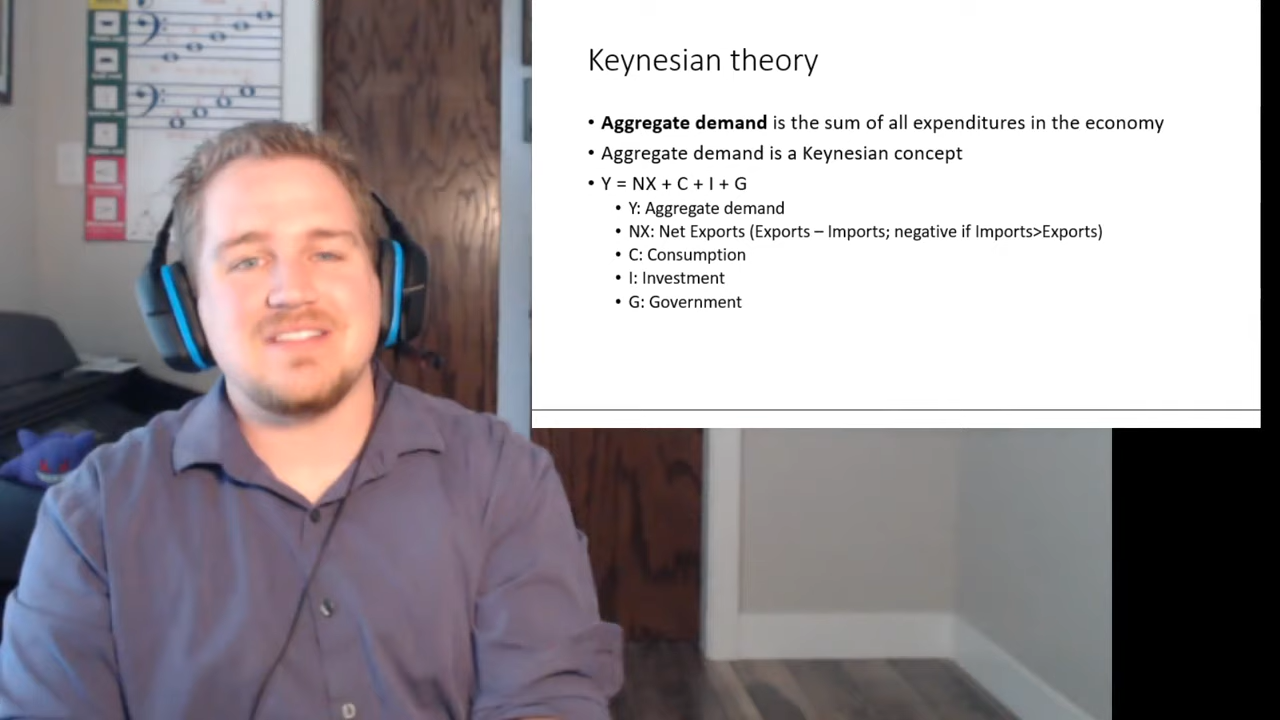 Keynesian theory
• Aggregate demand is the sum of all expenditures in the economy
• Aggregate demand is a Keynesian concept
• Y = NX + C + I + G
• Y: Aggregate demand
• NX: Net Exports (Exports – Imports; negative if Imports>Exports)
• C: Consumption
• I: Investment
• G: Government